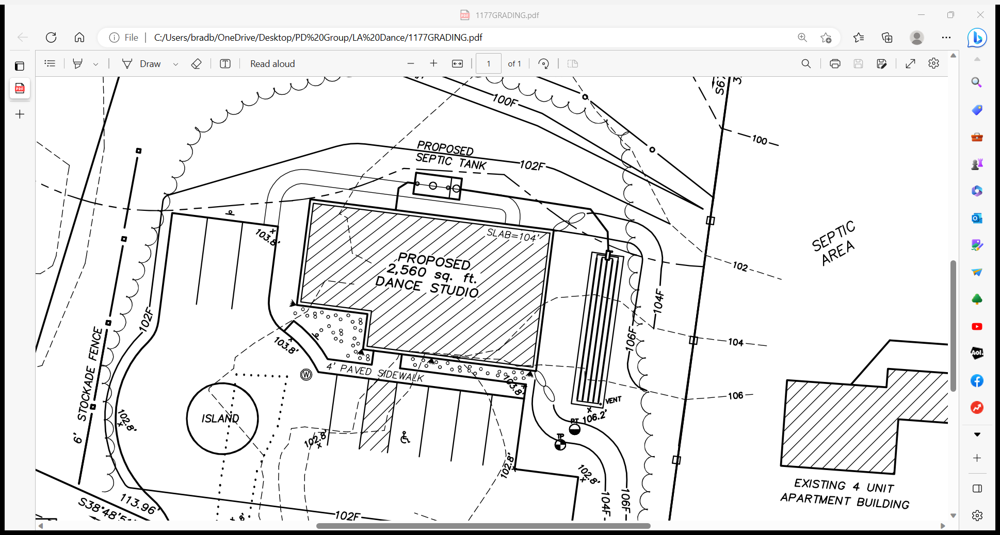 1177GRADING.pdf
File
C:/Users/bradb/OneDrive/Desktop/PD%20Group/LA%20Dance/1177GRADING.pdf
Draw
Read aloud
1
of 1
PDF
100F
100
PROPOSED
SEPTIC TANK
102F
103.8'
SLAB=104'
PROPOSED
2,560 sq. ft.
DANCE STUDIO
SEPTIC
AREA
102
104F
102F
106F
104
103.8'
4' PAVED SIDEWALK
W
103.8'
106
STOCKADE FENCE
6'
ISLAND
102.8'
102.8'
VENT
106.2'
PT
TP
102.8'
102.8'
104F
106F
113.96'
102F
EXISTING 4 UNIT
APARTMENT BUILDING
Aol.